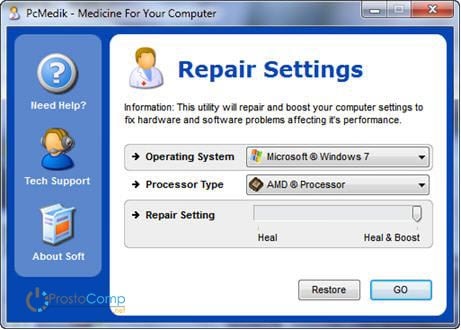 PcMedik - Medicine For Your Computer
Need Help?
Tech Support
About Soft
Repair Settings
Information: This utility will repair and boost your computer settings to
fix hardware and software problems affecting it's performance.
Operating System
Microsoft ® Windows 7
Processor Type
AMD ® Processor
Repair Setting
Heal
Heal & Boost
Restore
GO
ProstoComp
.net